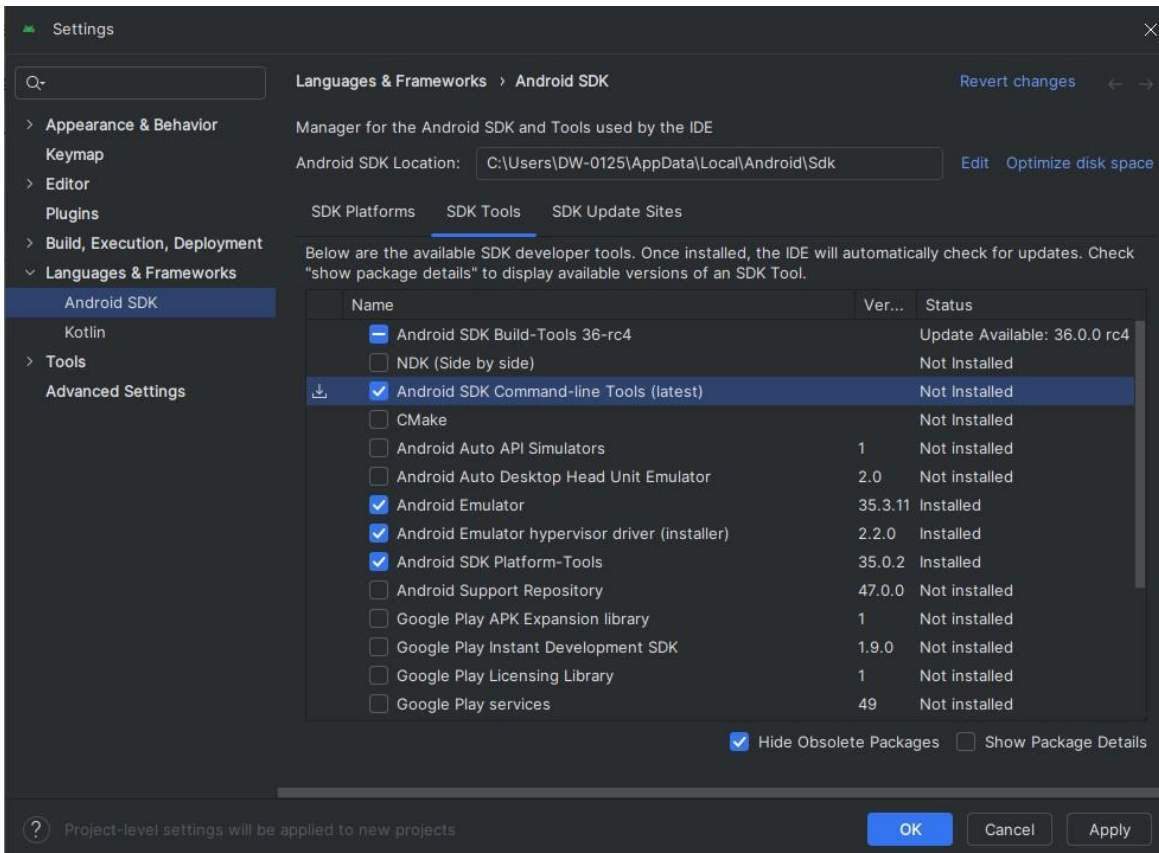 Settings
Languages & Frameworks › Android SDK
Revert changes
Appearance & Behavior
Keymap
Editor
Plugins
Build, Execution, Deployment
Languages & Frameworks
Android SDK
Kotlin
Tools
Advanced Settings
Manager for the Android SDK and Tools used by the IDE
Android SDK Location: C:\Users\DW-0125\AppData\Local\Android\Sdk Edit Optimize disk space
SDK Platforms SDK Tools SDK Update Sites
Below are the available SDK developer tools. Once installed, the IDE will automatically check for updates. Check
"show package details" to display available versions of an SDK Tool.
Name Ver... Status
Android SDK Build-Tools 36-rc4 Update Available: 36.0.0 rc4
NDK (Side by side) Not Installed
Android SDK Command-line Tools (latest) Not Installed
CMake Not Installed
Android Auto API Simulators 1 Not installed
Android Auto Desktop Head Unit Emulator 2.0 Not installed
Android Emulator 35.3.11 Installed
Android Emulator hypervisor driver (installer) 2.2.0 Installed
Android SDK Platform-Tools 35.0.2 Installed
Android Support Repository 47.0.0 Not installed
Google Play APK Expansion library 1 Not installed
Google Play Instant Development SDK 1.9.0 Not installed
Google Play Licensing Library 1 Not installed
Google Play services 49 Not installed
Hide Obsolete Packages Show Package Details
? Project-level settings will be applied to new projects
OK Cancel Apply